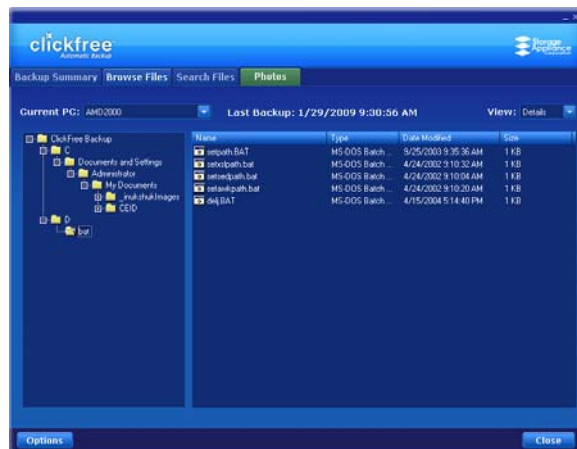 clickfree
Automatic Backup
Storage Appliance
Corporation
Backup Summary Browse Files Search Files Photos
Current PC: AMD2000 Last Backup: 1/29/2009 9:30:56 AM View: Details
Name Type Date Modified Size
ClickFree Backup
C
Documents and Settings
Administrator
My Documents
_inukshukImages
CEID
D
bat
setpath.BAT MS-DOS Batch ... 9/25/2003 9:35:36 AM 1 KB
setxslpath.bat MS-DOS Batch ... 4/24/2002 9:10:32 AM 1 KB
setsedpath.bat MS-DOS Batch ... 4/24/2002 9:10:04 AM 1 KB
setawkpath.bat MS-DOS Batch ... 4/24/2002 9:10:20 AM 1 KB
delj.BAT MS-DOS Batch ... 4/15/2004 5:14:40 PM 1 KB
Options Close